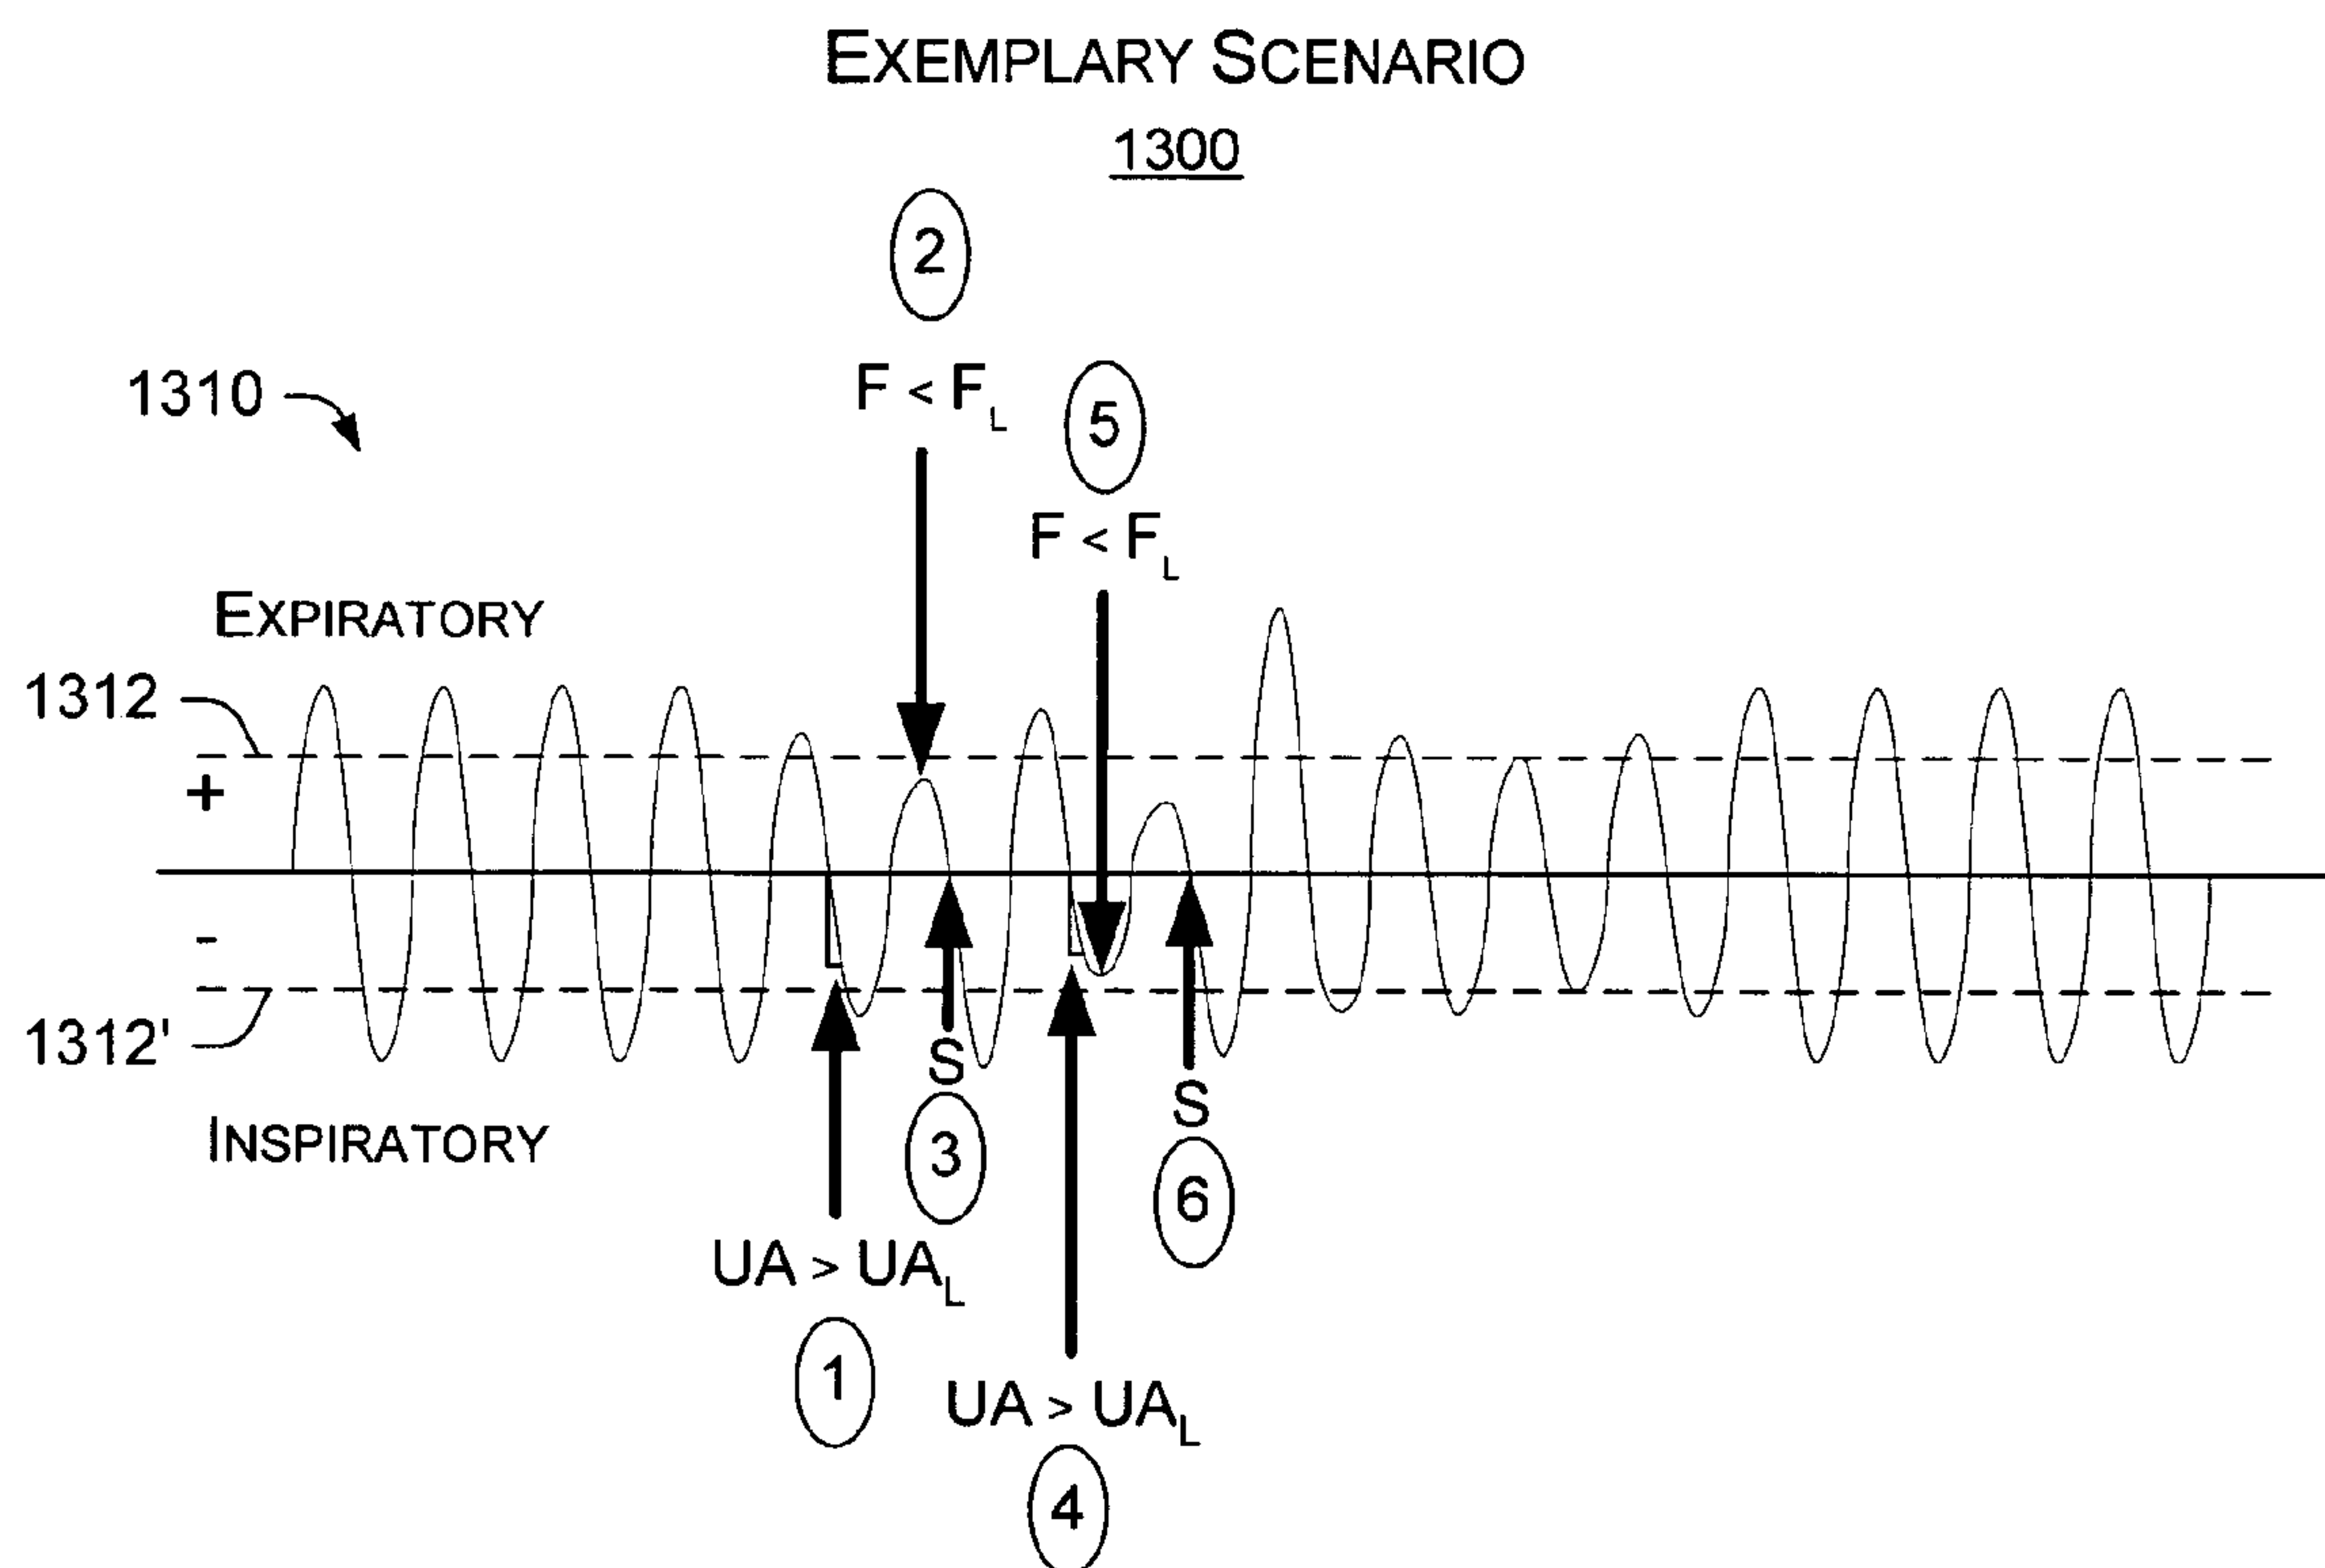 EXEMPLARY SCENARIO
1300
2
F < FL
1310
5
F < FL
EXPIRATORY
1312
+
-
1312'
INSPIRATORY
S
3
S
6
UA > UAL
1
UA > UAL
4